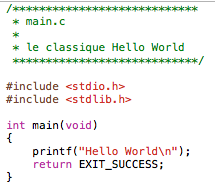 /****************************
 * main.c
 *
 * le classique Hello World
 ****************************/

#include <stdio.h>
#include <stdlib.h>

int main(void)
{
    printf("Hello World\n");
    return EXIT_SUCCESS;
}